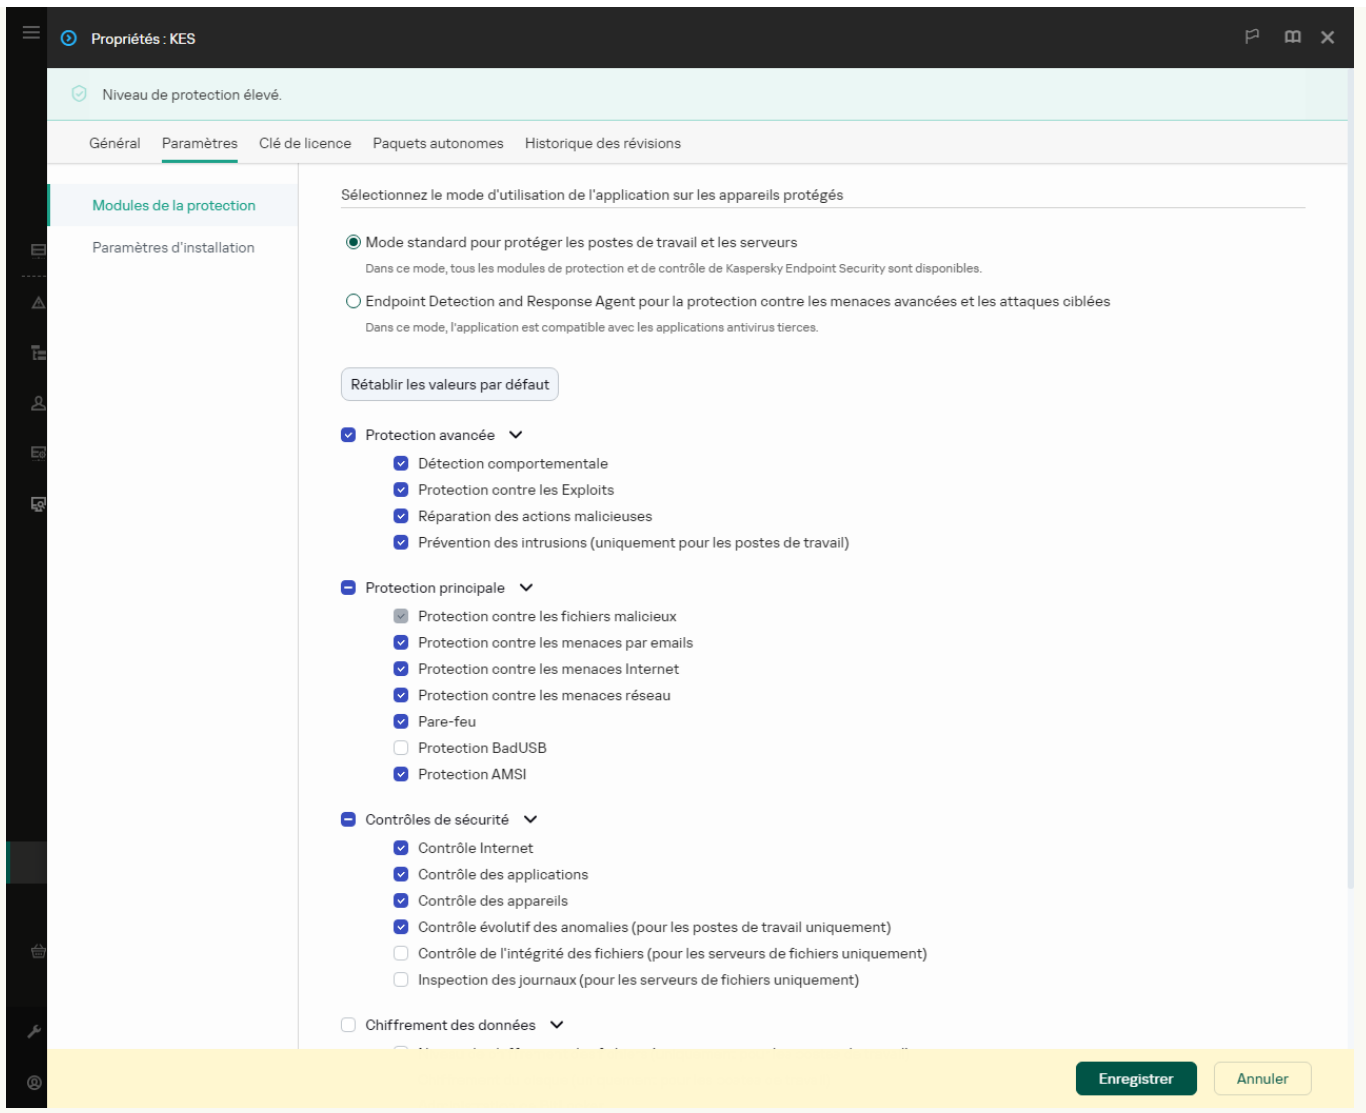 Propriétés : KES
Niveau de protection élevé.
Général Paramètres Clé de licence Paquets autonomes Historique des révisions
Modules de la protection
Paramètres d'installation
Sélectionnez le mode d'utilisation de l'application sur les appareils protégés
Mode standard pour protéger les postes de travail et les serveurs
Dans ce mode, tous les modules de protection et de contrôle de Kaspersky Endpoint Security sont disponibles.
Endpoint Detection and Response Agent pour la protection contre les menaces avancées et les attaques ciblées
Dans ce mode, l'application est compatible avec les applications antivirus tierces.
Rétablir les valeurs par défaut
Protection avancée
Détection comportementale
Protection contre les Exploits
Réparation des actions malicieuses
Prévention des intrusions (uniquement pour les postes de travail)
Protection principale
Protection contre les fichiers malicieux
Protection contre les menaces par emails
Protection contre les menaces Internet
Protection contre les menaces réseau
Pare-feu
Protection BadUSB
Protection AMSI
Contrôles de sécurité
Contrôle Internet
Contrôle des applications
Contrôle des appareils
Contrôle évolutif des anomalies (pour les postes de travail uniquement)
Contrôle de l'intégrité des fichiers (pour les serveurs de fichiers uniquement)
Inspection des journaux (pour les serveurs de fichiers uniquement)
Chiffrement des données
Enregistrer Annuler